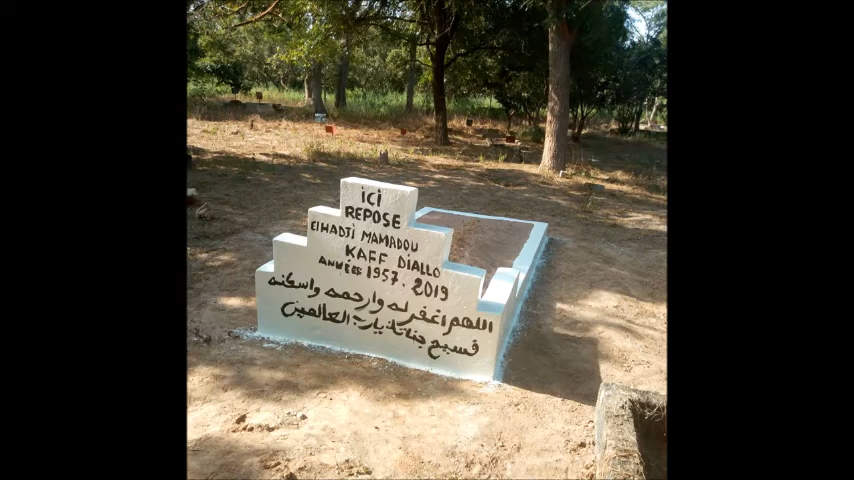 ici
REPOSE
ElHADJi MAMADOU
KAFF DiALLO
ANNÉES 1957 . 2019
اللهم اغفر له وارحمه واسكنه
فسيح جناتك يارب العالمين